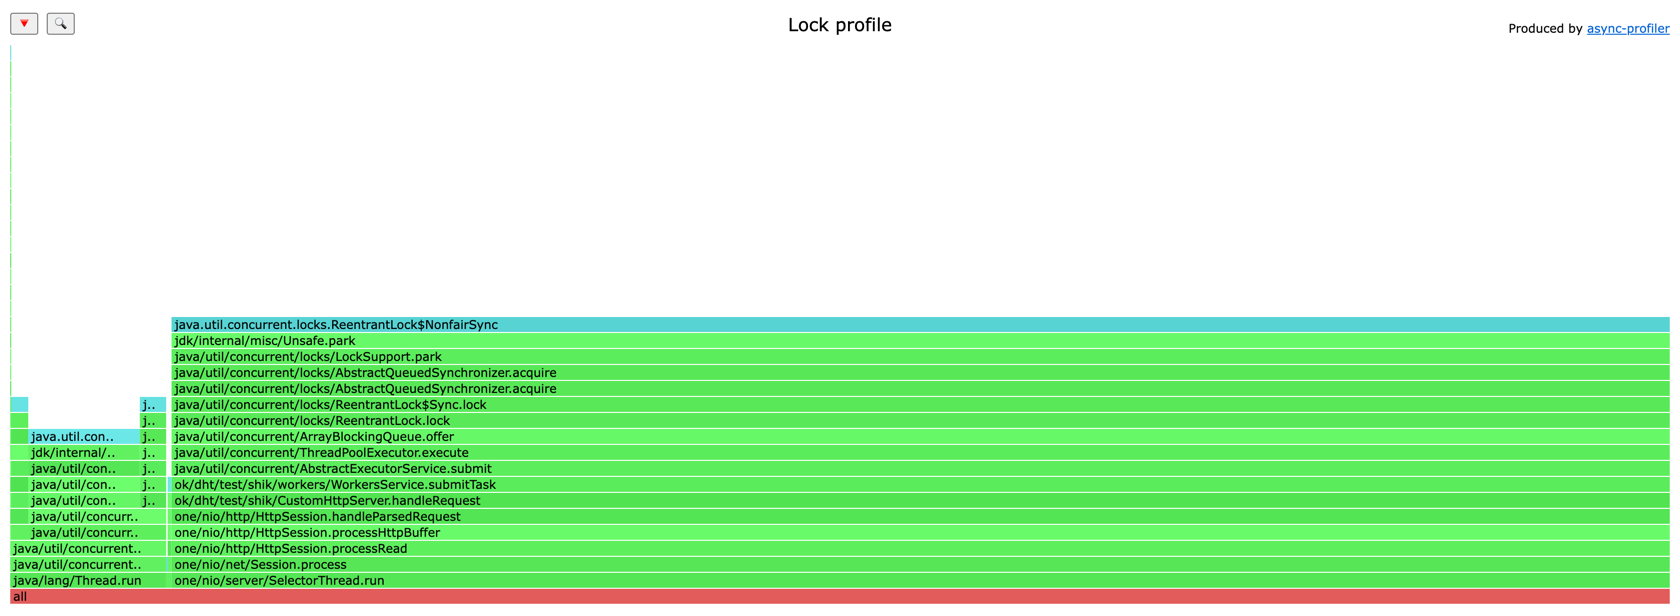 Lock profile
Produced by async-profiler
java.util.concurrent.locks.ReentrantLock$NonfairSync
jdk/internal/misc/Unsafe.park
java/util/concurrent/locks/LockSupport.park
java/util/concurrent/locks/AbstractQueuedSynchronizer.acquire
java/util/concurrent/locks/AbstractQueuedSynchronizer.acquire
j.. java/util/concurrent/locks/ReentrantLock$Sync.lock
j.. java/util/concurrent/locks/ReentrantLock.lock
java.util.con.. j.. java/util/concurrent/ArrayBlockingQueue.offer
jdk/internal/.. j.. java/util/concurrent/ThreadPoolExecutor.execute
java/util/con.. j.. java/util/concurrent/AbstractExecutorService.submit
java/util/con.. j.. ok/dht/test/shik/workers/WorkersService.submitTask
java/util/con.. j.. ok/dht/test/shik/CustomHttpServer.handleRequest
java/util/concurr.. one/nio/http/HttpSession.handleParsedRequest
java/util/concurr.. one/nio/http/HttpSession.processHttpBuffer
java/util/concurrent.. one/nio/http/HttpSession.processRead
java/util/concurrent.. one/nio/net/Session.process
java/lang/Thread.run one/nio/server/SelectorThread.run
all